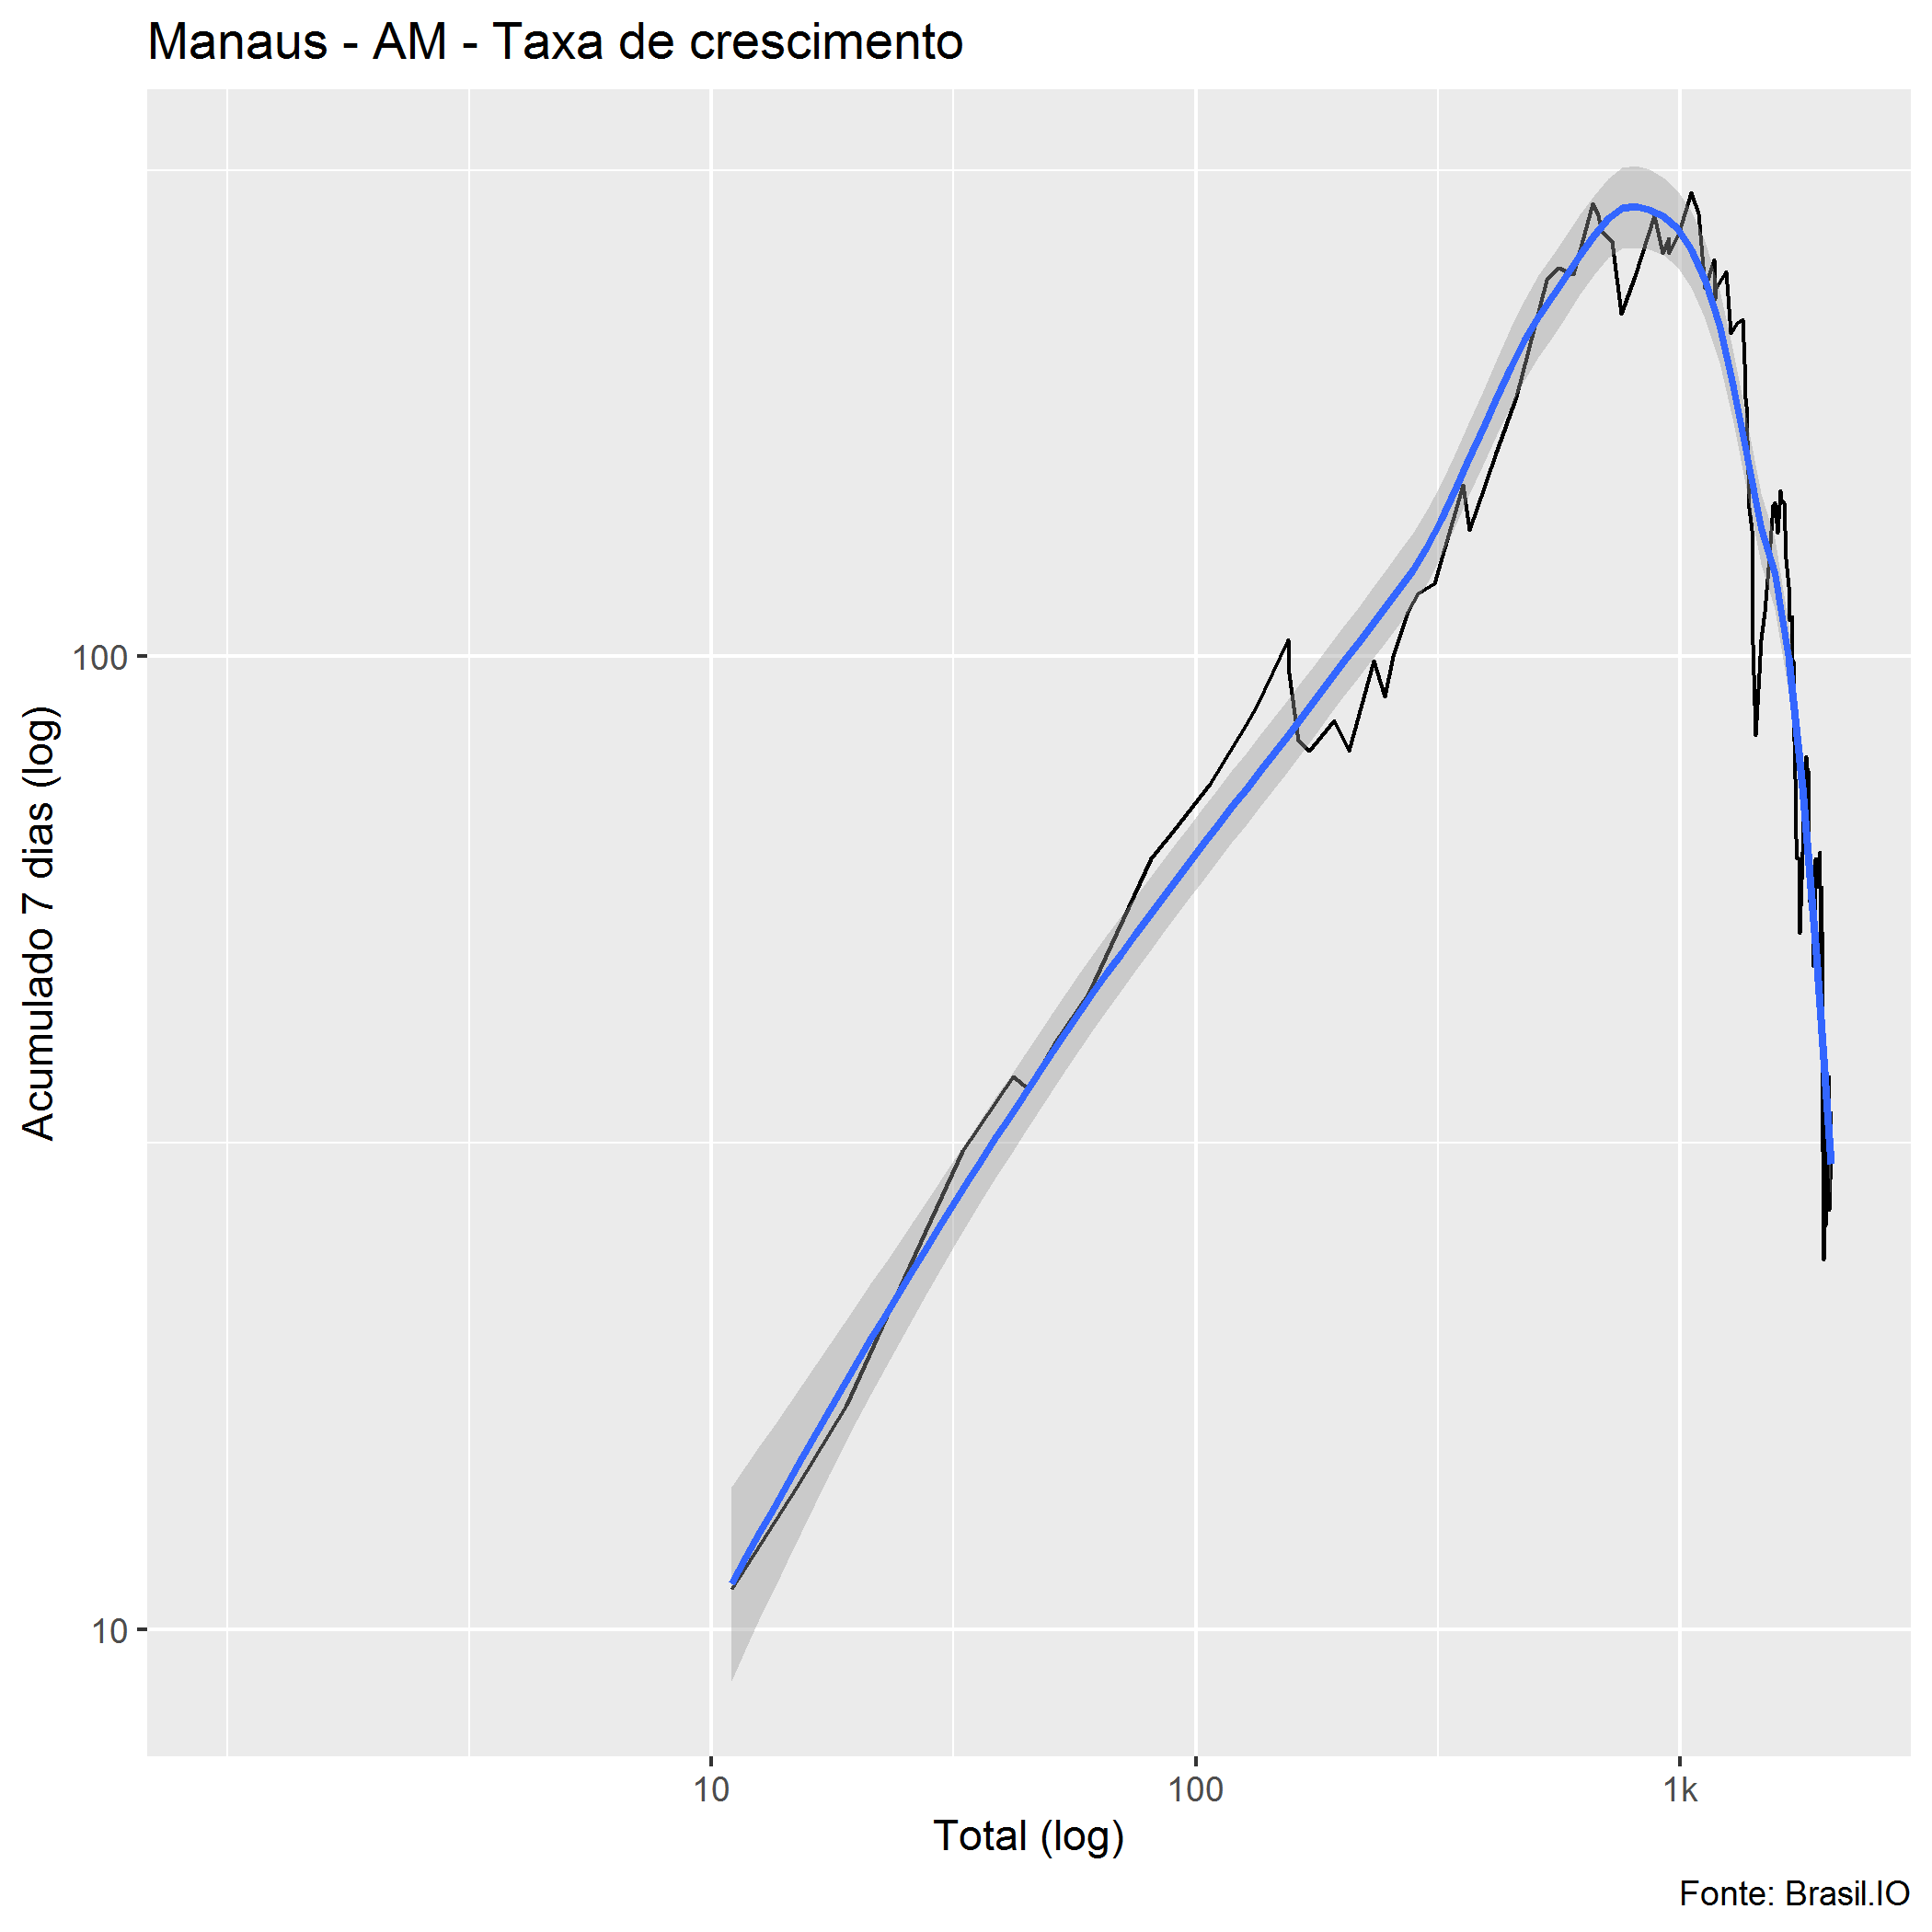 Manaus - AM - Taxa de crescimento
Acumulado 7 dias (log)
100
10
10
100
1k
Total (log)
Fonte: Brasil.IO